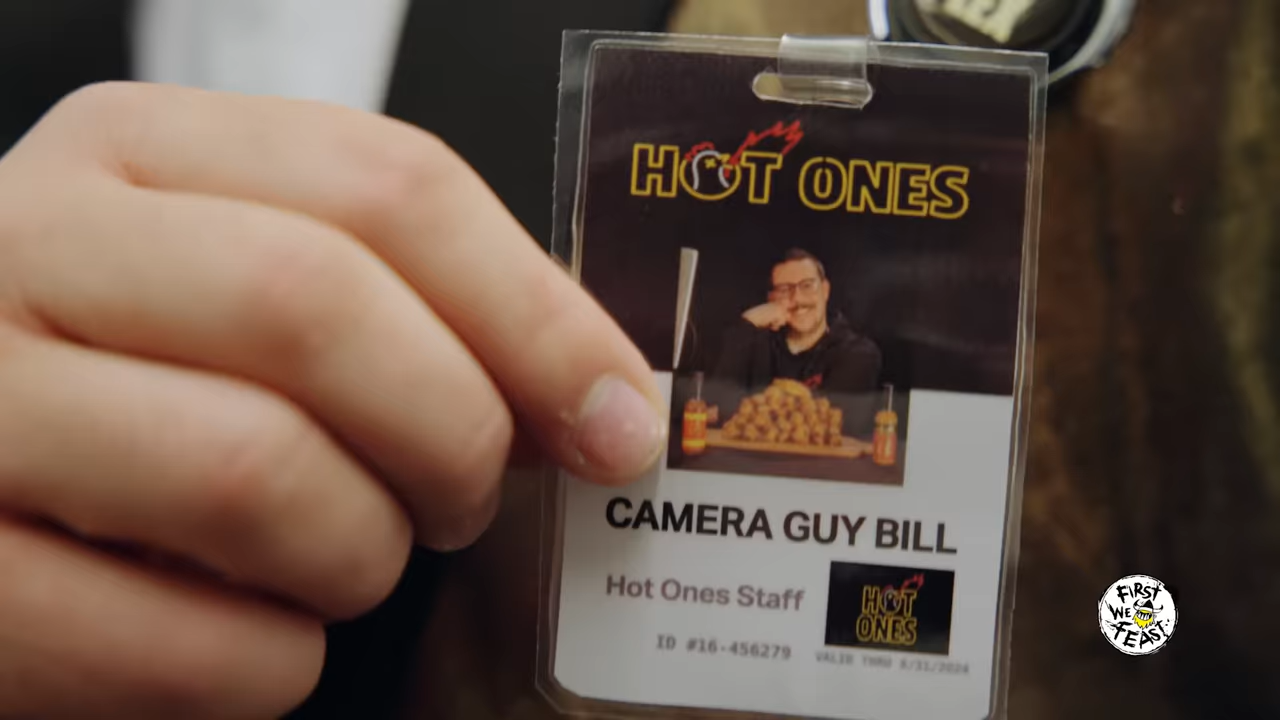 HOT ONES
CAMERA GUY BILL
Hot Ones Staff
HOT
ONES
ID #16-456279
VALID THRU 8/31/2024
FIRST
WE
FEAST